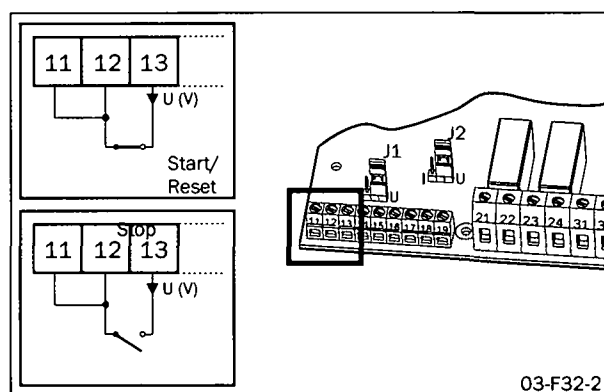 11 12 13
U (V)
Start/
Reset
Stop
11 12 13
U (V)
J1
J2
U
I U
11 12 13 15 16 17 18 19
21 22 23 24 31
03-F32-2